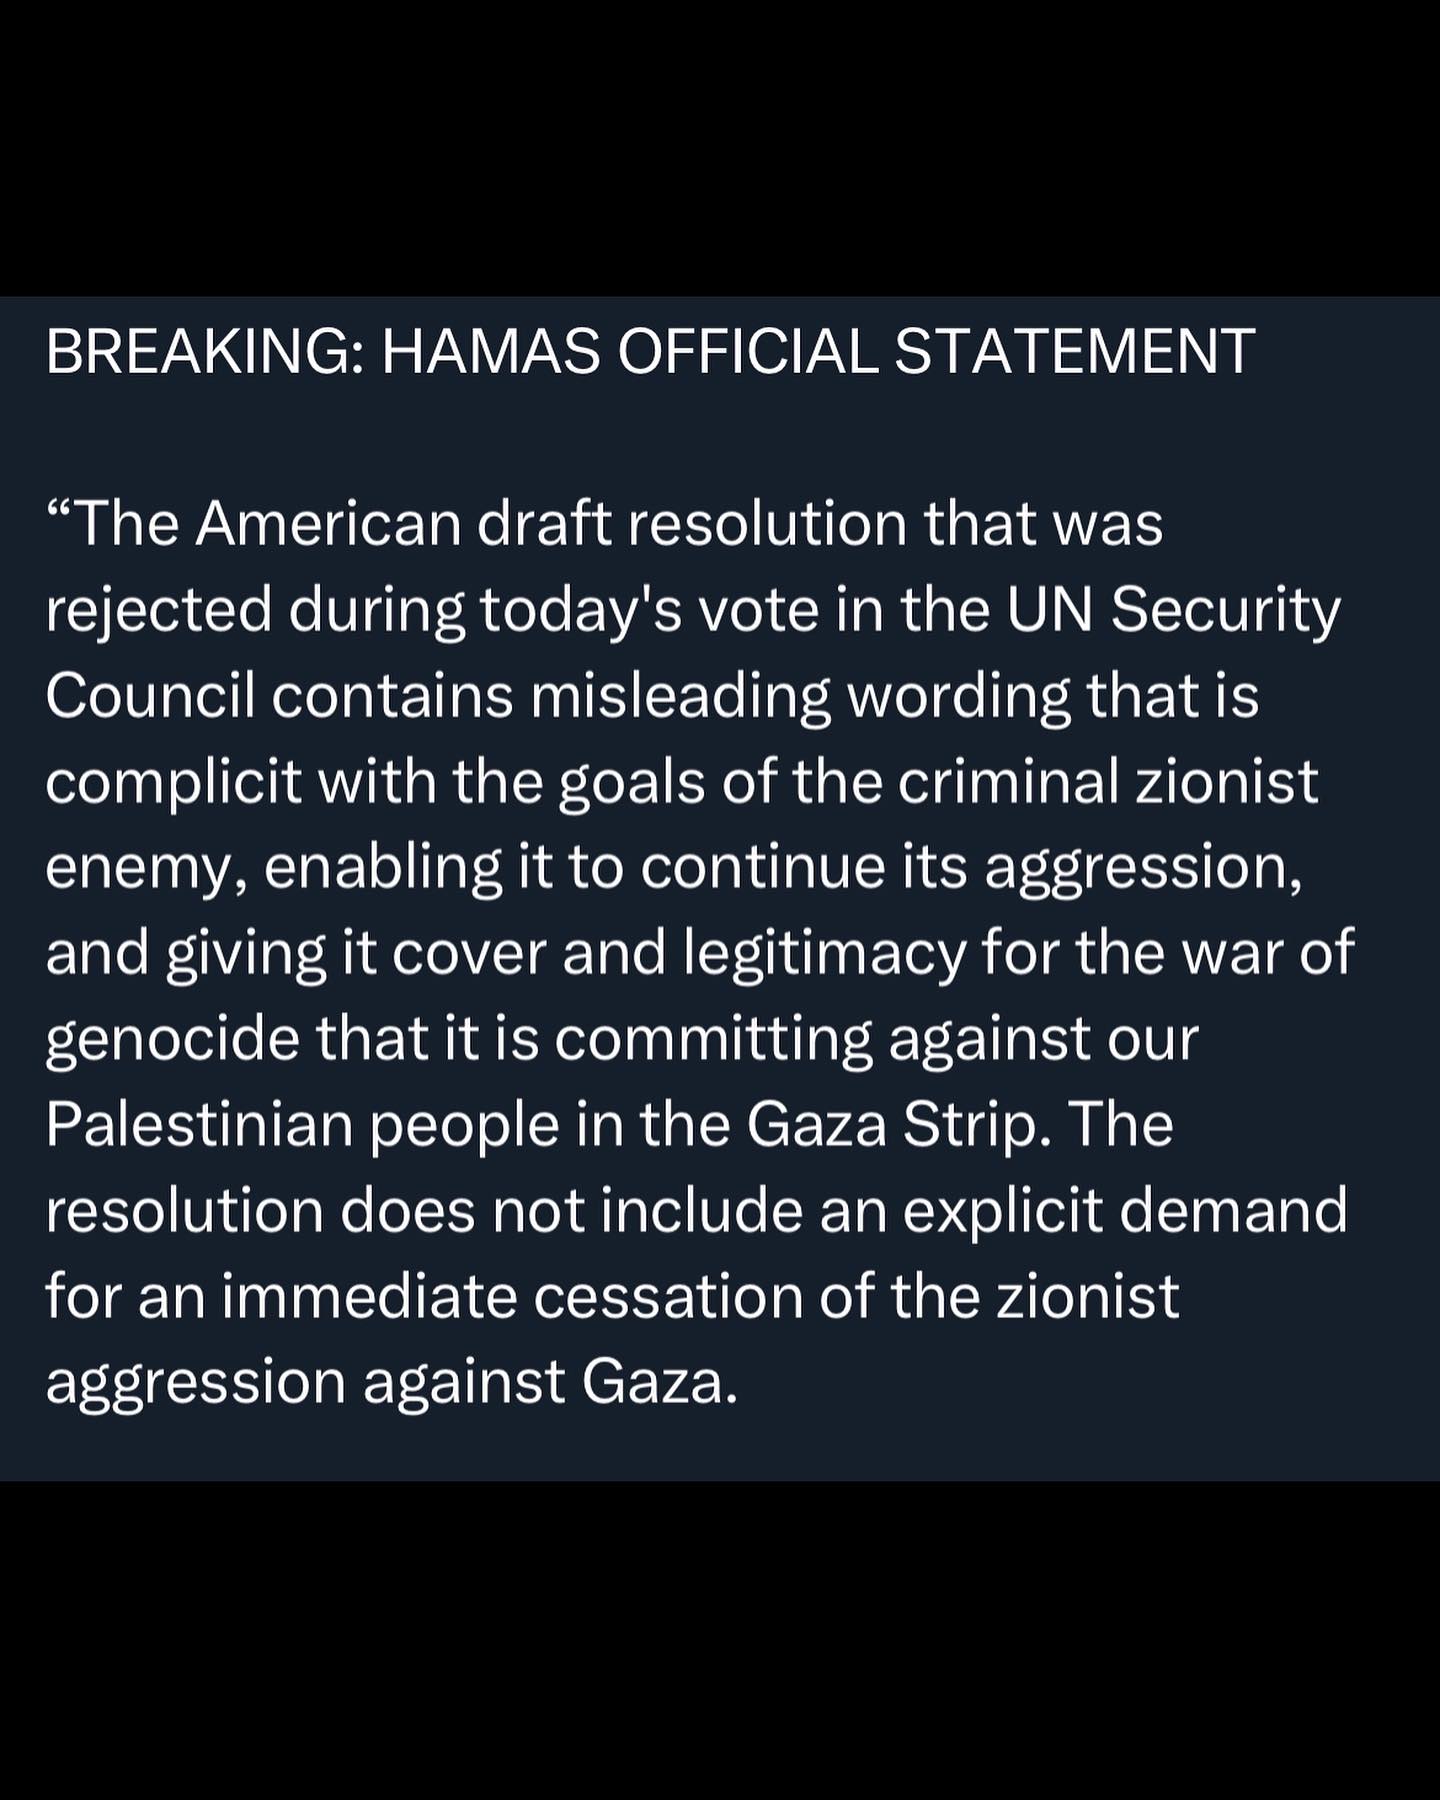 BREAKING: HAMAS OFFICIAL STATEMENT
“The American draft resolution that was
rejected during today's vote in the UN Security
Council contains misleading wording that is
complicit with the goals of the criminal zionist
enemy, enabling it to continue its aggression,
and giving it cover and legitimacy for the war of
genocide that it is committing against our
Palestinian people in the Gaza Strip. The
resolution does not include an explicit demand
for an immediate cessation of the zionist
aggression against Gaza.